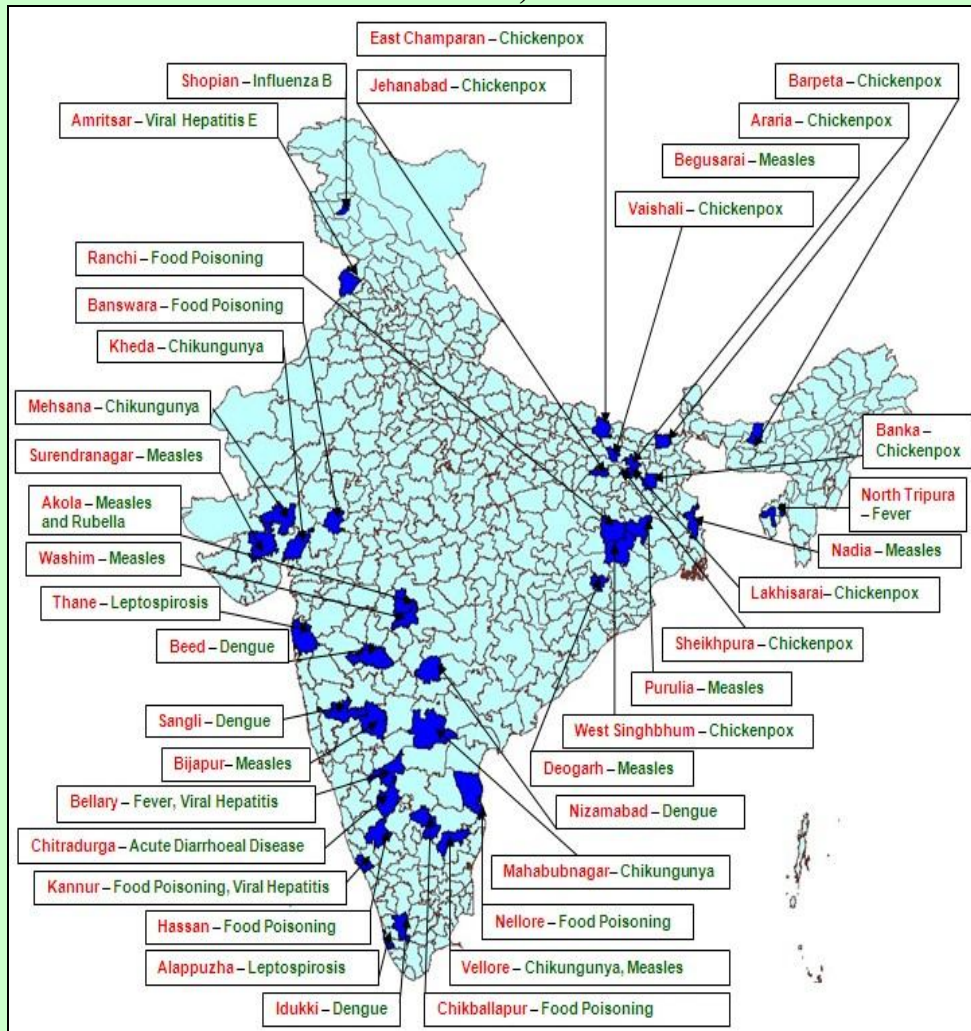 East Champaran – Chickenpox
Shopian – Influenza B
Jehanabad – Chickenpox
Barpeta – Chickenpox
Amritsar – Viral Hepatitis E
Araria – Chickenpox
Begusarai – Measles
Vaishali – Chickenpox
Ranchi – Food Poisoning
Banswara – Food Poisoning
Kheda – Chikungunya
Mehsana – Chikungunya
Surendranagar – Measles
Banka –
Chickenpox
Akola – Measles
and Rubella
North Tripura
– Fever
Washim – Measles
Nadia – Measles
Thane – Leptospirosis
Lakhisarai – Chickenpox
Beed – Dengue
Sheikhpura – Chickenpox
Purulia – Measles
Sangli – Dengue
West Singhbhum – Chickenpox
Bijapur– Measles
Deogarh – Measles
Bellary – Fever, Viral Hepatitis
Nizamabad – Dengue
Chitradurga – Acute Diarrhoeal Disease
Mahabubnagar – Chikungunya
Kannur – Food Poisoning, Viral Hepatitis
Hassan – Food Poisoning
Nellore – Food Poisoning
Alappuzha – Leptospirosis
Vellore – Chikungunya, Measles
Idukki – Dengue
Chikballapur – Food Poisoning